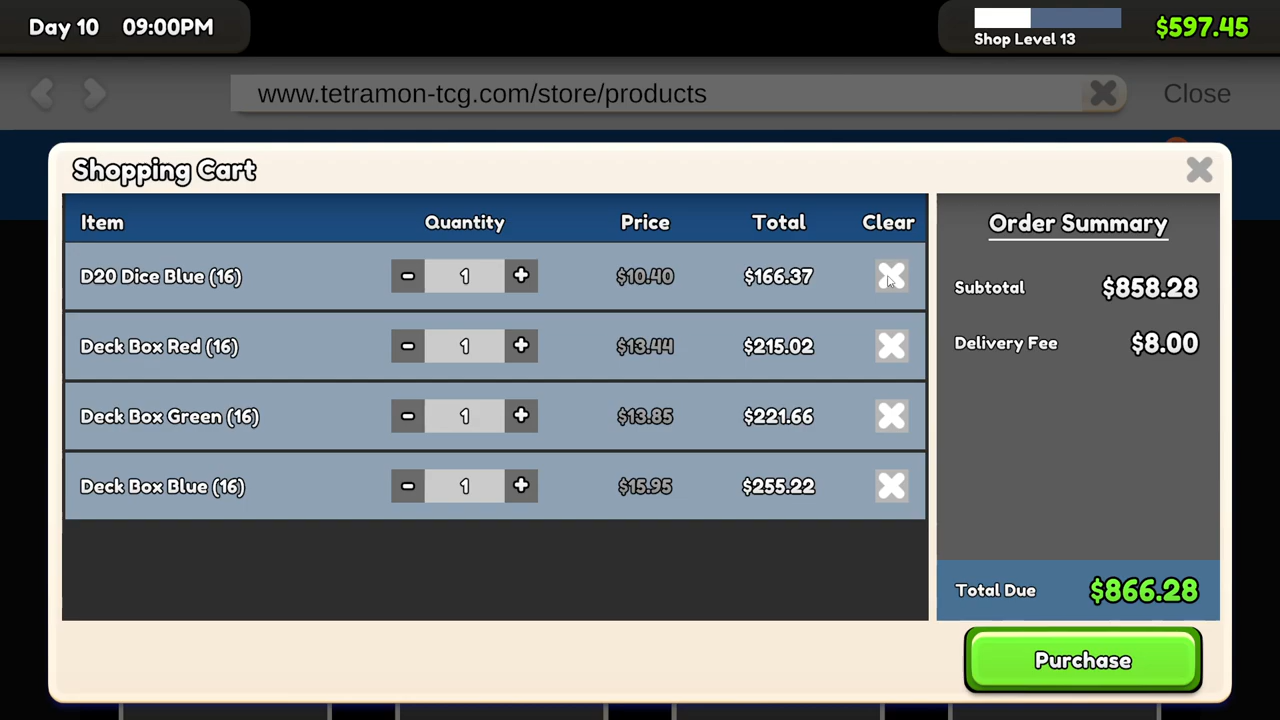 Day 10 09:00PM
Shop Level 13
$597.45
www.tetramon-tcg.com/store/products
Close
Shopping Cart
Item Quantity Price Total Clear
D20 Dice Blue (16) - 1 + $10.40 $166.37
Deck Box Red (16) - 1 + $13.44 $215.02
Deck Box Green (16) - 1 + $13.85 $221.66
Deck Box Blue (16) - 1 + $15.95 $255.22
Order Summary
Subtotal $858.28
Delivery Fee $8.00
Total Due $866.28
Purchase